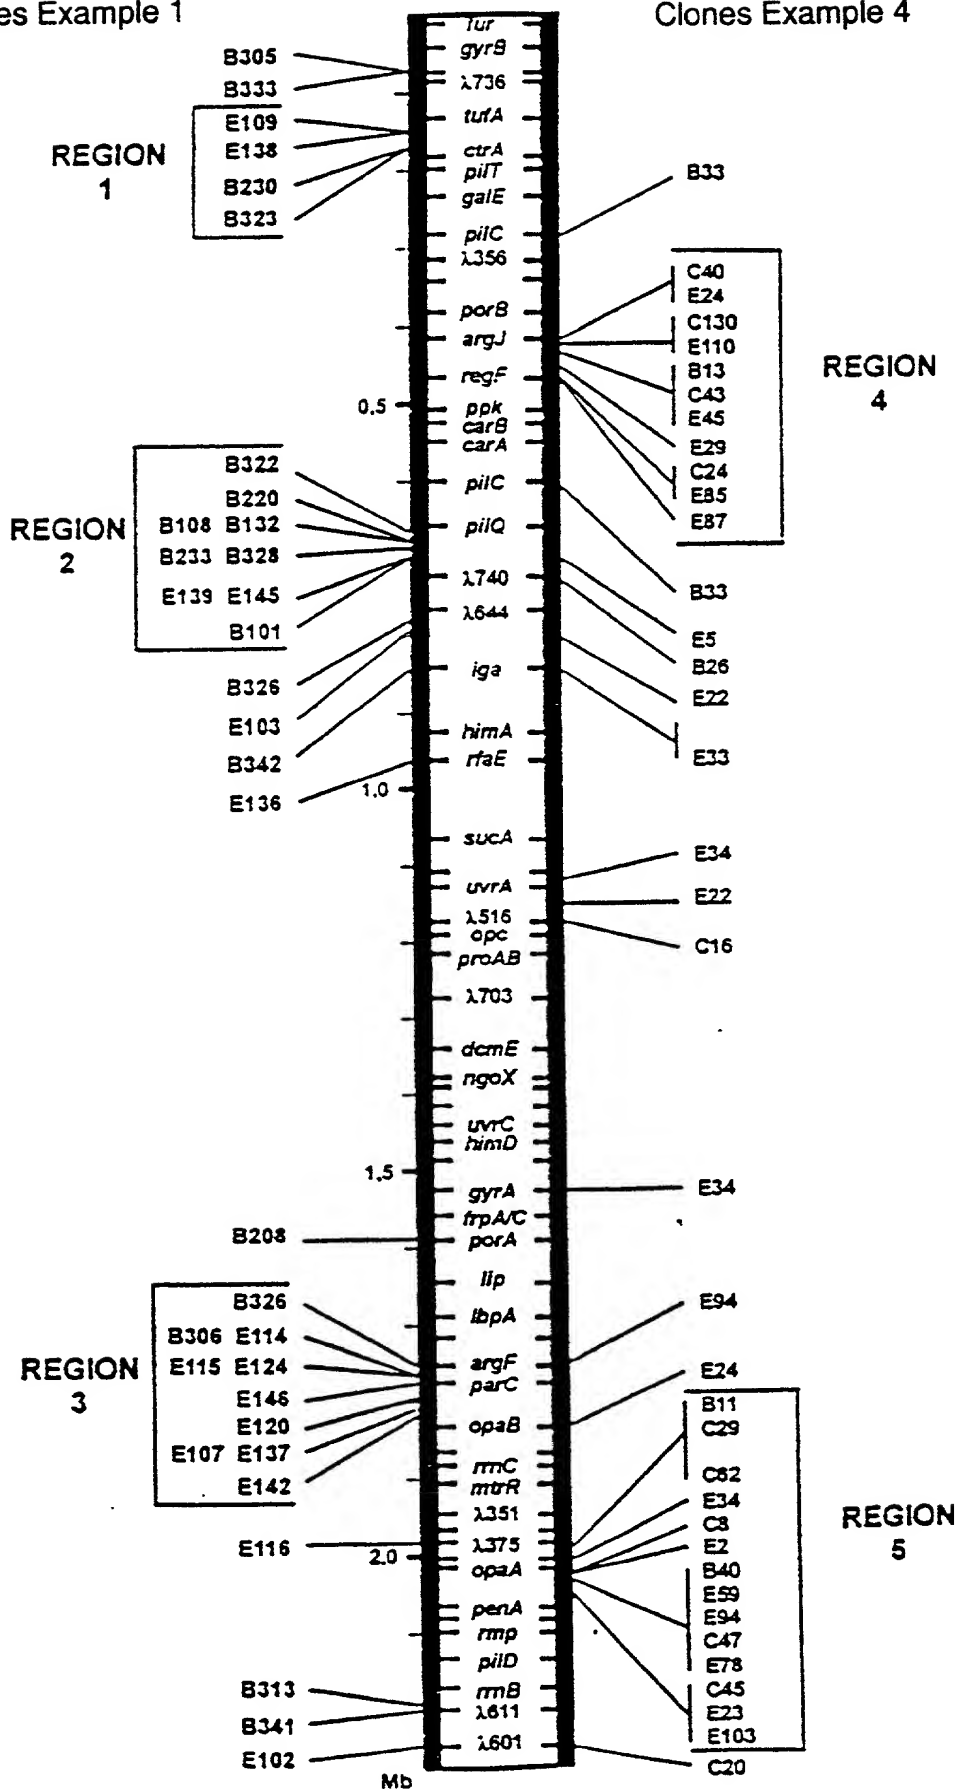 es Example 1
Clones Example 4
fur
gyrB
λ736
tufA
ctrA
pilT
galE
pilC
λ356
porB
argJ
regF
ppk
carB
carA
pilC
pilQ
λ740
λ644
iga
himA
rfaE
sucA
uvrA
λ516
opc
proAB
λ703
dcmE
ngoX
uvrC
himD
gyrA
frpA/C
porA
lip
lbpA
argF
parC
opaB
rrnC
mtrR
λ351
λ375
opaA
penA
rmp
pilD
rrnB
λ611
λ601
0,5
1,0
1,5
2,0
Mb
B305
B333
REGION
1
E109
E138
B230
B323
REGION
2
B322
B220
B108 B132
B233 B328
E139 E145
B101
B326
E103
B342
E136
B208
REGION
3
B326
B306 E114
E115 E124
E146
E120
E107 E137
E142
E116
B313
B341
E102
B33
C40
E24
C130
E110
B13
C43
E45
E29
C24
E85
E87
REGION
4
B33
E5
B26
E22
E33
E34
E22
C16
E34
E94
E24
B11
C29
C62
E34
C8
E2
B40
E59
E94
C47
E78
C45
E23
E103
REGION
5
C20